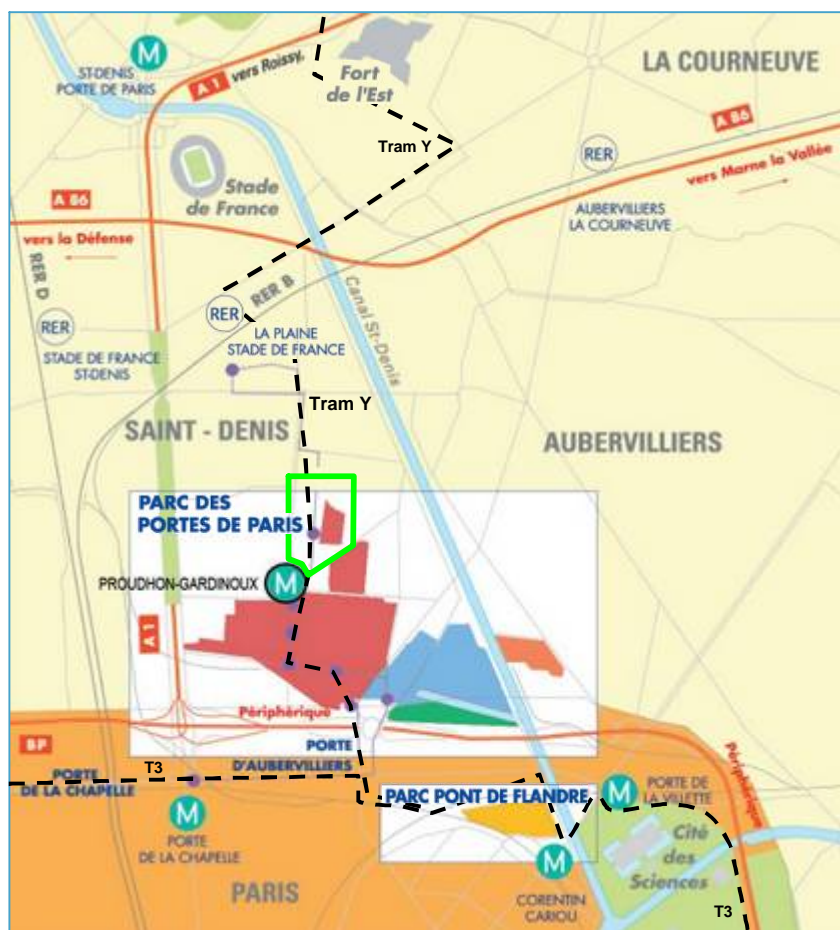 M
ST-DENIS
PORTE DE PARIS
A 1 vers Roissy,
Fort
de l'Est
LA COURNEUVE
Tram Y
RER
A 86
vers Marne la Vallée
AUBERVILLIERS
LA COURNEUVE
Stade
de France
A 86
vers la Défense
RER D
RER
STADE DE FRANCE
ST-DENIS
RER
RER B
LA PLAINE
STADE DE FRANCE
Canal St-Denis
Tram Y
SAINT - DENIS
AUBERVILLIERS
PARC DES
PORTES DE PARIS
PROUDHON-GARDINOUX
M
A 1
Périphérique
BP
PORTE
D'AUBERVILLIERS
PORTE
DE LA CHAPELLE
T3
M
PORTE
DE LA CHAPELLE
PARC PONT DE FLANDRE
M
PORTE DE
LA VILLETTE
Périphérique
Cité
des
Sciences
M
CORENTIN
CARIOU
PARIS
T3